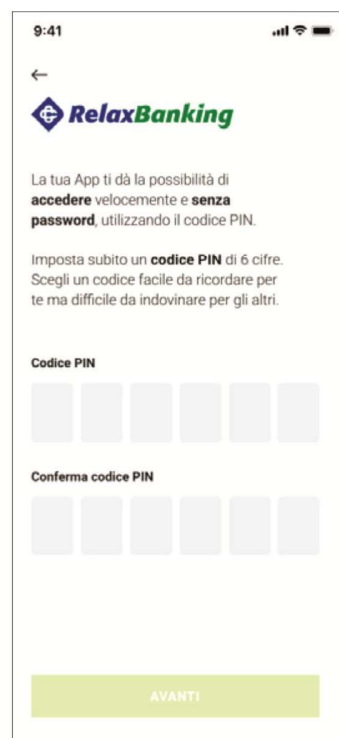 9:41
RelaxBanking
La tua App ti dà la possibilità di
accedere velocemente e senza
password, utilizzando il codice PIN.
Imposta subito un codice PIN di 6 cifre.
Scegli un codice facile da ricordare per
te ma difficile da indovinare per gli altri.
Codice PIN
Conferma codice PIN
AVANTI